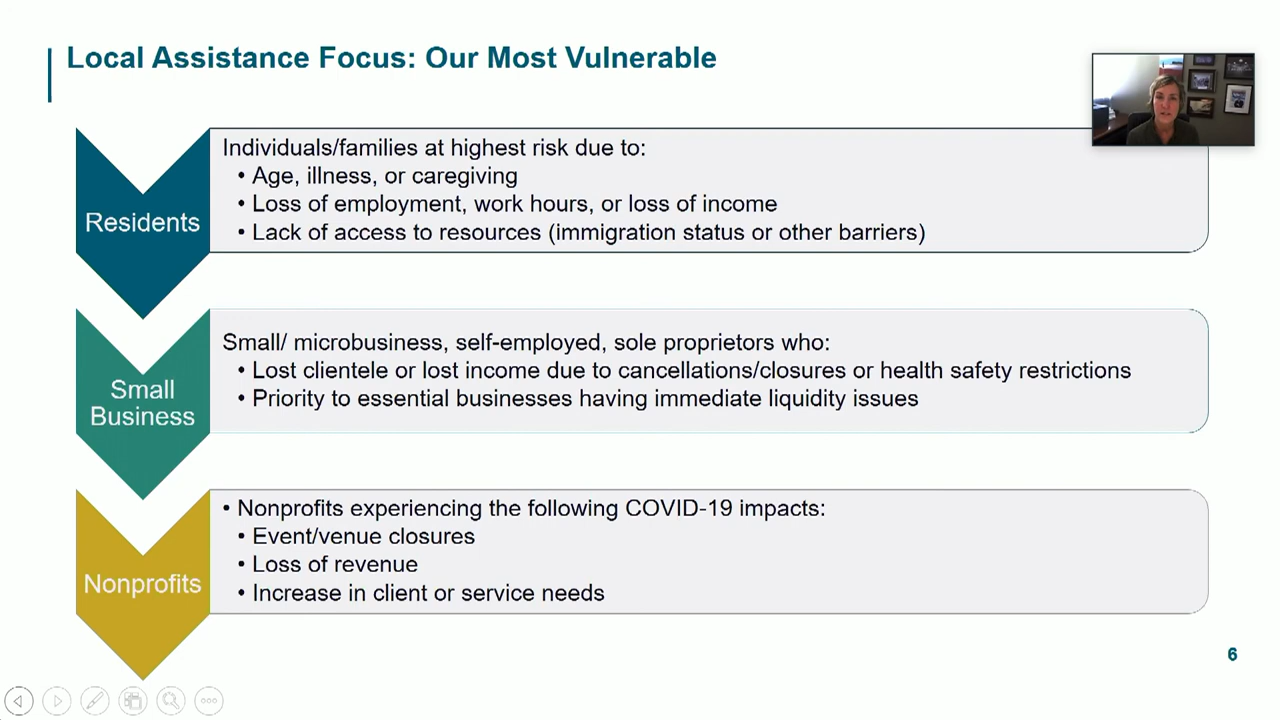 Local Assistance Focus: Our Most Vulnerable
Residents
Individuals/families at highest risk due to:
• Age, illness, or caregiving
• Loss of employment, work hours, or loss of income
• Lack of access to resources (immigration status or other barriers)
Small
Business
Small/ microbusiness, self-employed, sole proprietors who:
• Lost clientele or lost income due to cancellations/closures or health safety restrictions
• Priority to essential businesses having immediate liquidity issues
Nonprofits
• Nonprofits experiencing the following COVID-19 impacts:
• Event/venue closures
• Loss of revenue
• Increase in client or service needs
6